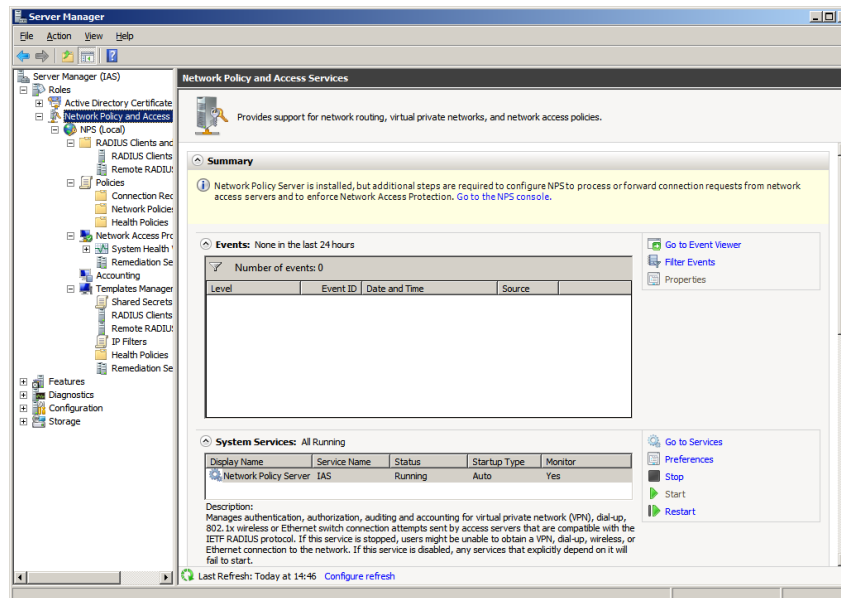 Server Manager
File Action View Help
Server Manager (IAS)
Roles
Active Directory Certificate
Network Policy and Access
NPS (Local)
RADIUS Clients and
RADIUS Clients
Remote RADIUS
Policies
Connection Rec
Network Policies
Health Policies
Network Access Pro
System Health
Remediation Se
Accounting
Templates Manager
Shared Secrets
RADIUS Clients
Remote RADIUS
IP Filters
Health Policies
Remediation Se
Features
Diagnostics
Configuration
Storage
Network Policy and Access Services
Provides support for network routing, virtual private networks, and network access policies.
Summary
Network Policy Server is installed, but additional steps are required to configure NPS to process or forward connection requests from network
access servers and to enforce Network Access Protection. Go to the NPS console.
Events: None in the last 24 hours
Number of events: 0
Level Event ID Date and Time Source
Go to Event Viewer
Filter Events
Properties
System Services: All Running
Display Name Service Name Status Startup Type Monitor
Network Policy Server IAS Running Auto Yes
Description:
Manages authentication, authorization, auditing and accounting for virtual private network (VPN), dial-up,
802.1x wireless or Ethernet switch connection attempts sent by access servers that are compatible with the
IETF RADIUS protocol. If this service is stopped, users might be unable to obtain a VPN, dial-up, wireless, or
Ethernet connection to the network. If this service is disabled, any services that explicitly depend on it will
fail to start.
Go to Services
Preferences
Stop
Start
Restart
Last Refresh: Today at 14:46 Configure refresh